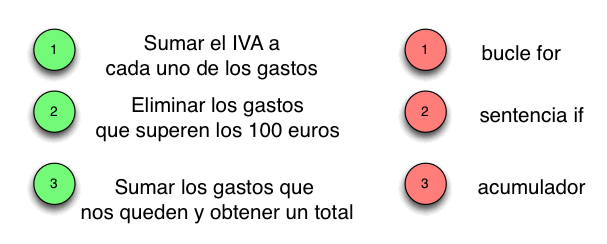 1
Sumar el IVA a
cada uno de los gastos
1
bucle for
2
Eliminar los gastos
que superen los 100 euros
2
sentencia if
3
Sumar los gastos que
nos queden y obtener un total
3
acumulador